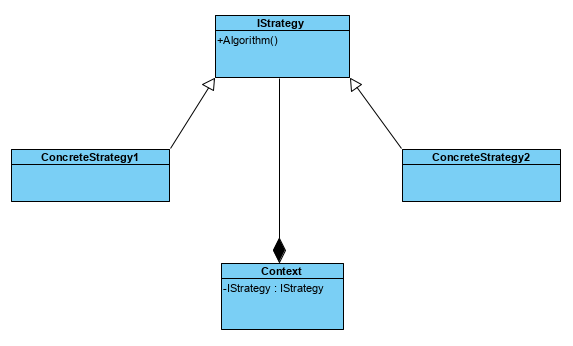 IStrategy
+Algorithm()
ConcreteStrategy1
ConcreteStrategy2
Context
-IStrategy : IStrategy